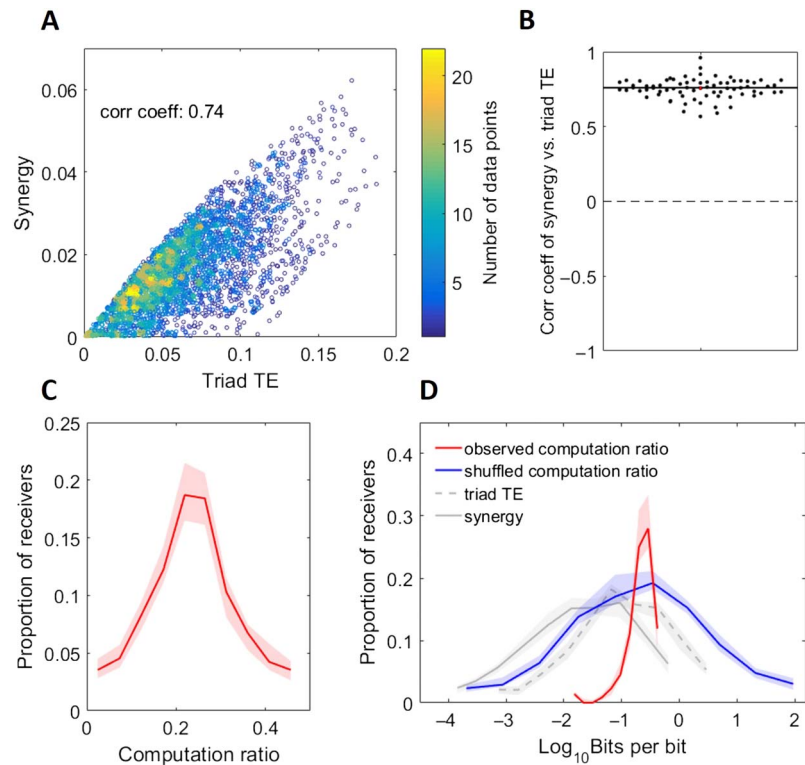 A
B
0.06
0.04
0.02
0
Synergy
corr coeff: 0.74
0
0.05
0.1
0.15
0.2
Triad TE
20
15
10
5
Number of data points
1
0.5
0
−0.5
−1
Corr coeff of synergy vs. triad TE
C
D
0.25
0.2
0.15
0.1
0.05
0
Proportion of receivers
0
0.2
0.4
Computation ratio
0.4
0.3
0.2
0.1
0
Proportion of receivers
observed computation ratio
shuffled computation ratio
triad TE
synergy
−4
−3
−2
−1
0
1
2
Log10Bits per bit